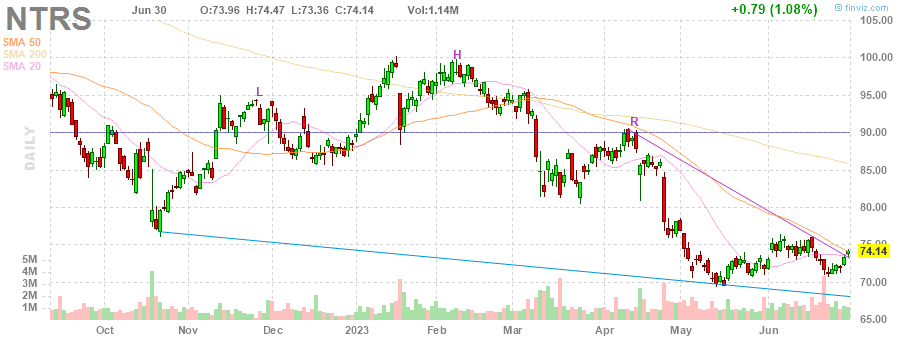 NTRS Jun 30 O:73.96 H:74.47 L:73.36 C:74.14 Vol:1.14M +0.79 (1.08%) finviz.com
SMA 50
SMA 200
SMA 20
DAILY
L
H
R
105.00
100.00
95.00
90.00
85.00
80.00
75.00
74.14
70.00
65.00
5M
4M
3M
2M
1M
Oct Nov Dec 2023 Feb Mar Apr May Jun